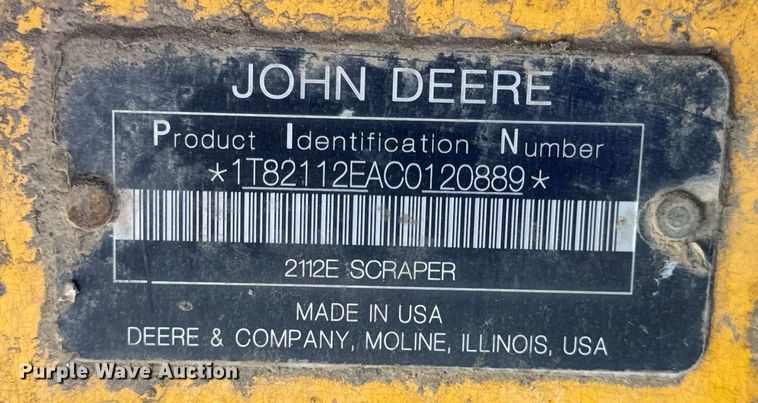 JOHN DEERE
Product Identification Number
*1T82112EAC0120889*
2112E SCRAPER
MADE IN USA
DEERE & COMPANY, MOLINE, ILLINOIS, USA
Purple Wave Auction